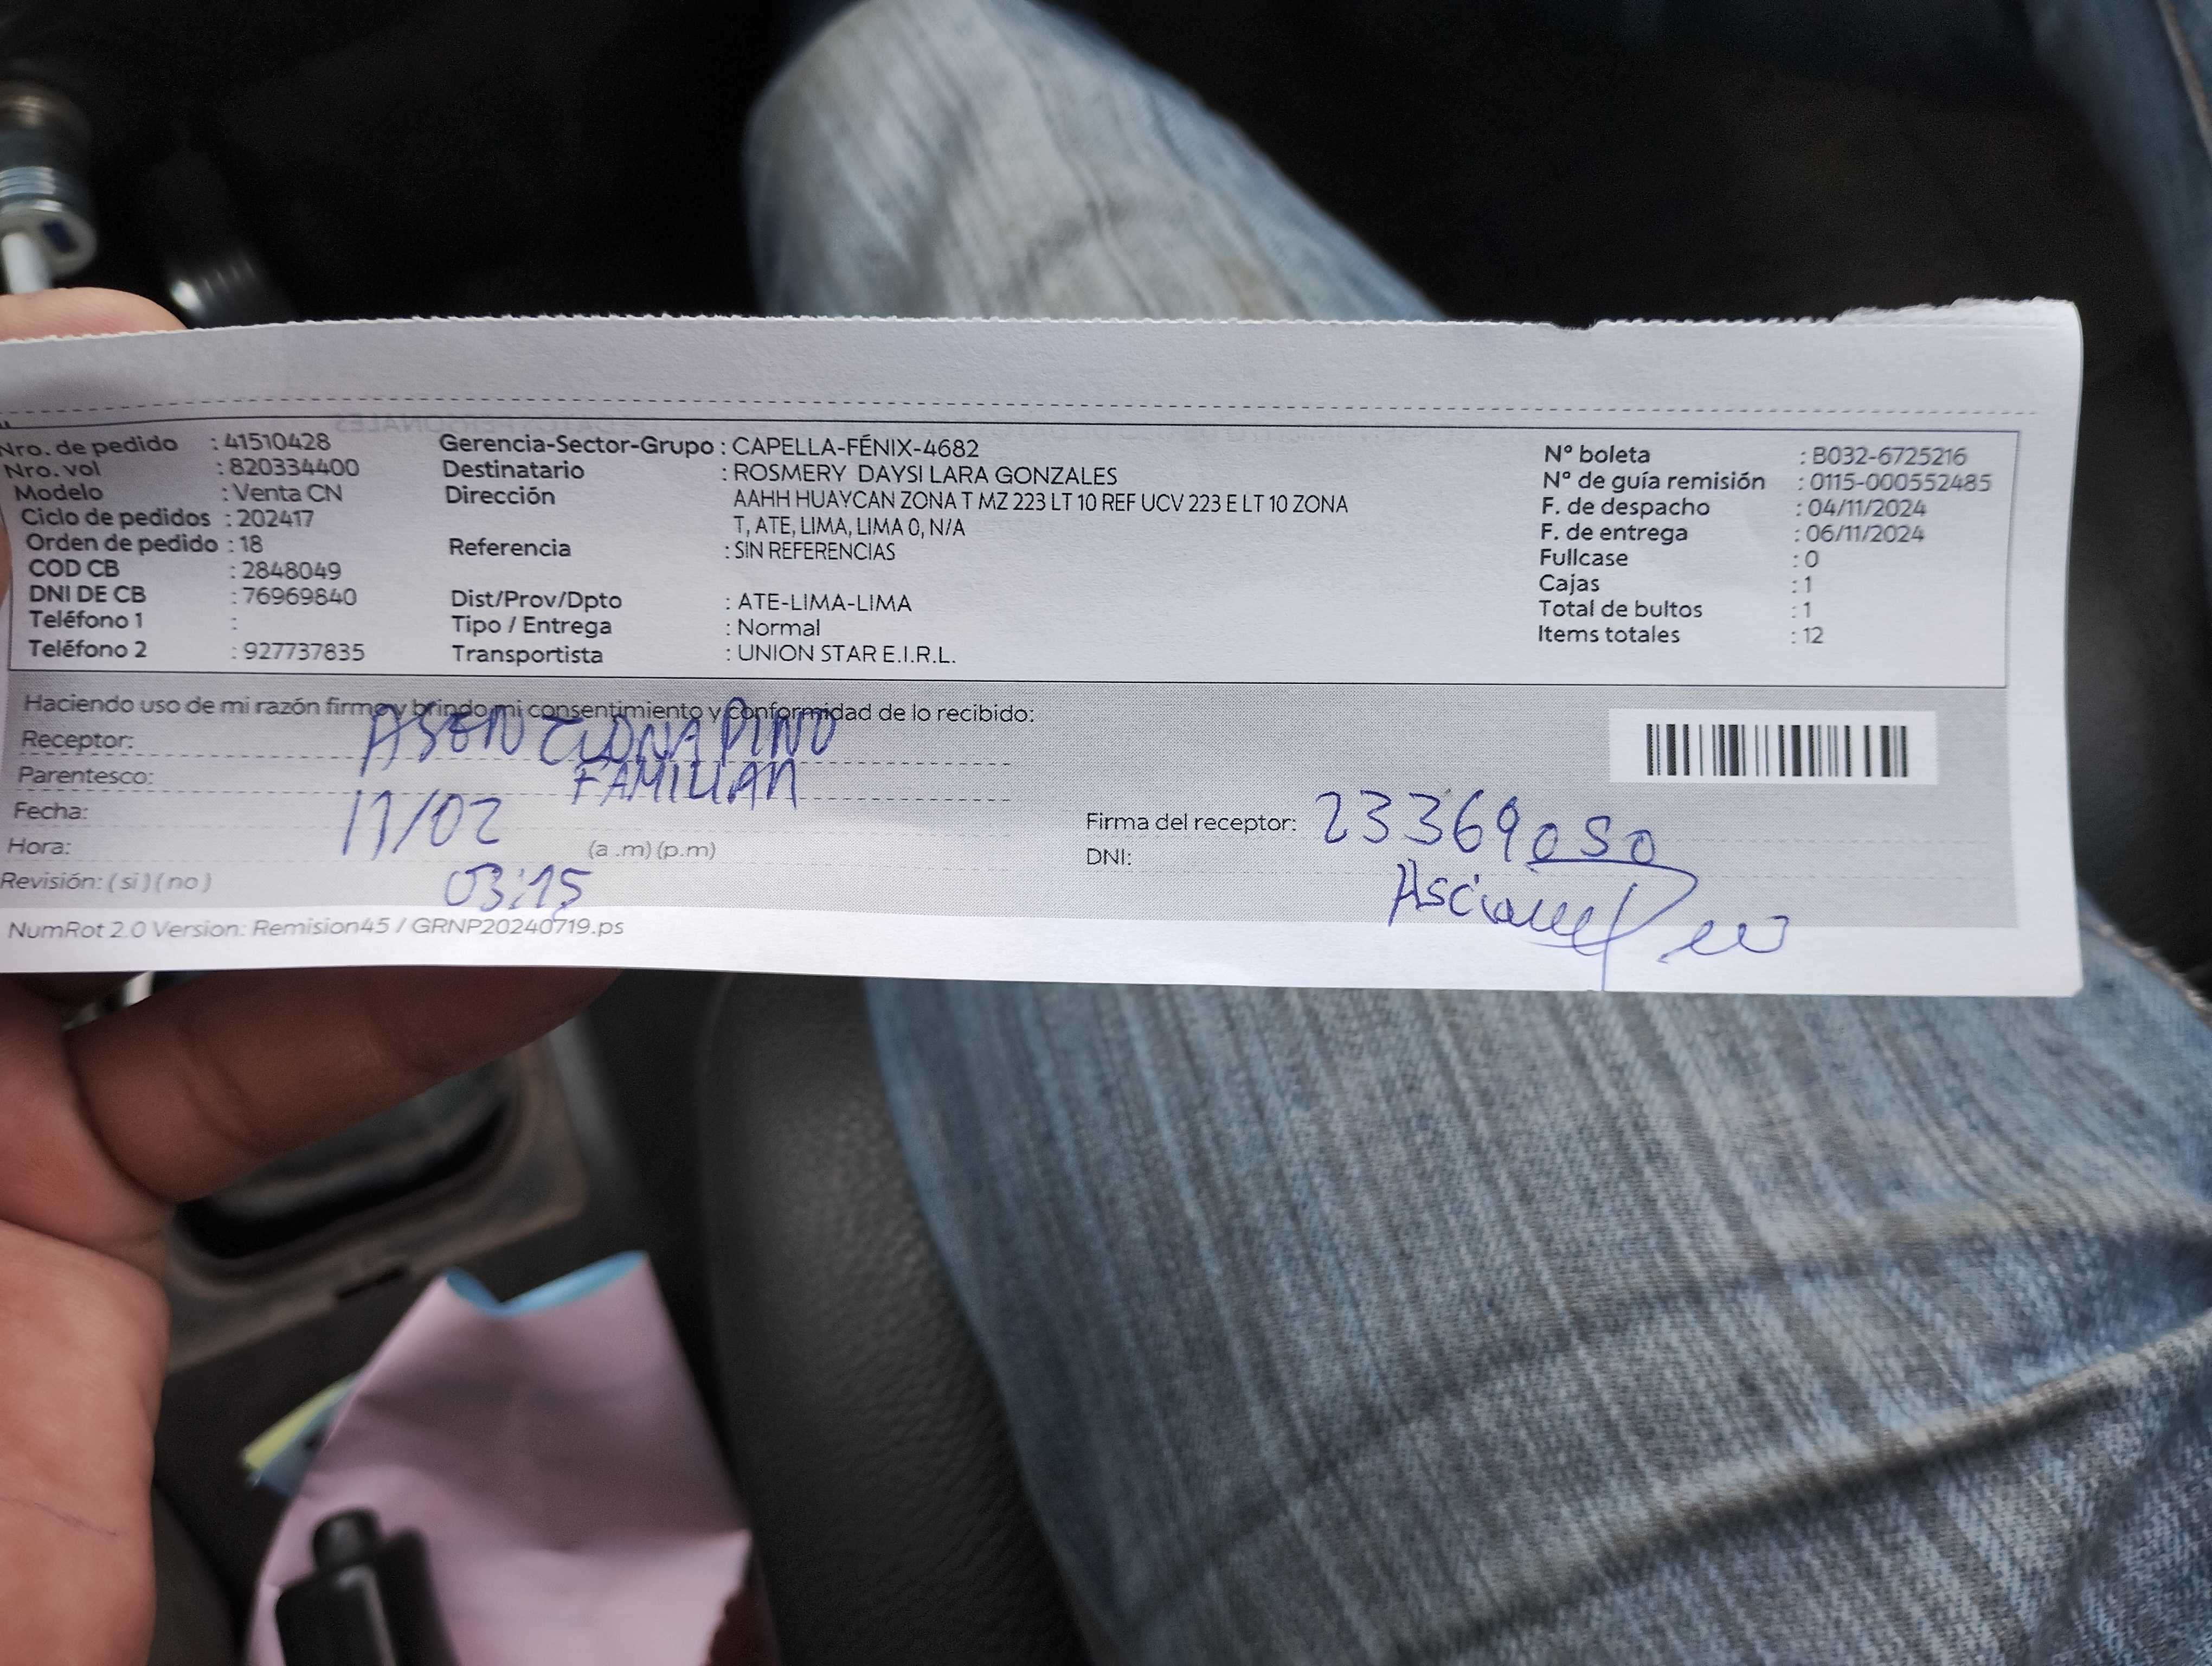 Nro. de pedido : 41510428
Nro. vol : 820334400
Modelo : Venta CN
Ciclo de pedidos : 202417
Orden de pedido : 18
COD CB : 2848049
DNI DE CB : 76969840
Teléfono 1 :
Teléfono 2 : 927737835
Gerencia-Sector-Grupo : CAPELLA-FÉNIX-4682
Destinatario : ROSMERY DAYSI LARA GONZALES
Dirección AAHH HUAYCAN ZONA T MZ 223 LT 10 REF UCV 223 E LT 10 ZONA
T, ATE, LIMA, LIMA 0, N/A
Referencia : SIN REFERENCIAS
Dist/Prov/Dpto : ATE-LIMA-LIMA
Tipo / Entrega : Normal
Transportista : UNION STAR E.I.R.L.
N° boleta : B032-6725216
N° de guía remisión : 0115-000552485
F. de despacho : 04/11/2024
F. de entrega : 06/11/2024
Fullcase : 0
Cajas : 1
Total de bultos : 1
Items totales : 12
Haciendo uso de mi razón firmo y brindo mi consentimiento y conformidad de lo recibido:
Receptor: PINO
Parentesco: FAMILIAR
Fecha: 17/02
Hora: (a .m) (p.m)
03:15
Revisión: ( si ) ( no )
Firma del receptor: 23369050
DNI:
NumRot 2.0 Version: Remision45 / GRNP20240719.ps